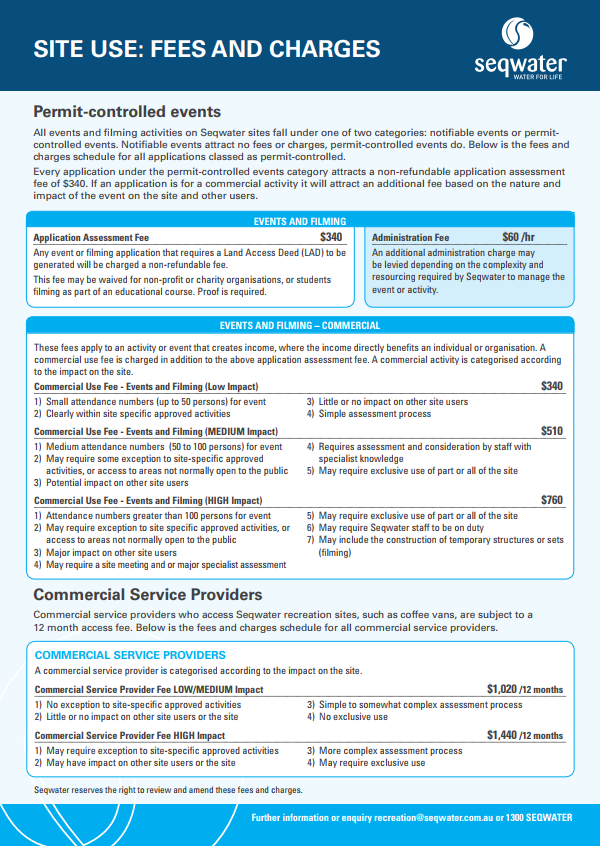 SITE USE: FEES AND CHARGES
seqwater
WATER FOR LIFE
Permit-controlled events
All events and filming activities on Seqwater sites fall under one of two categories: notifiable events or permit-
controlled events. Notifiable events attract no fees or charges, permit-controlled events do. Below is the fees and
charges schedule for all applications classed as permit-controlled.
Every application under the permit-controlled events category attracts a non-refundable application assessment
fee of $340. If an application is for a commercial activity it will attract an additional fee based on the nature and
impact of the event on the site and other users.
EVENTS AND FILMING
Application Assessment Fee $340
Any event or filming application that requires a Land Access Deed (LAD) to be
generated will be charged a non-refundable fee.
This fee may be waived for non-profit or charity organisations, or students
filming as part of an educational course. Proof is required.
Administration Fee $60 /hr
An additional administration charge may
be levied depending on the complexity and
resourcing required by Seqwater to manage the
event or activity.
EVENTS AND FILMING – COMMERCIAL
These fees apply to an activity or event that creates income, where the income directly benefits an individual or organisation. A
commercial use fee is charged in addition to the above application assessment fee. A commercial activity is categorised according
to the impact on the site.
Commercial Use Fee - Events and Filming (Low Impact) $340
1) Small attendance numbers (up to 50 persons) for event
2) Clearly within site specific approved activities
3) Little or no impact on other site users
4) Simple assessment process
Commercial Use Fee - Events and Filming (MEDIUM Impact) $510
1) Medium attendance numbers (50 to 100 persons) for event
2) May require some exception to site-specific approved
activities, or access to areas not normally open to the public
3) Potential impact on other site users
4) Requires assessment and consideration by staff with
specialist knowledge
5) May require exclusive use of part or all of the site
Commercial Use Fee - Events and Filming (HIGH Impact) $760
1) Attendance numbers greater than 100 persons for event
2) May require exception to site specific approved activities, or
access to areas not normally open to the public
3) Major impact on other site users
4) May require a site meeting and or major specialist assessment
5) May require exclusive use of part or all of the site
6) May require Seqwater staff to be on duty
7) May include the construction of temporary structures or sets
(filming)
Commercial Service Providers
Commercial service providers who access Seqwater recreation sites, such as coffee vans, are subject to a
12 month access fee. Below is the fees and charges schedule for all commercial service providers.
COMMERCIAL SERVICE PROVIDERS
A commercial service provider is categorised according to the impact on the site.
Commercial Service Provider Fee LOW/MEDIUM Impact $1,020 /12 months
1) No exception to site-specific approved activities
2) Little or no impact on other site users or the site
3) Simple to somewhat complex assessment process
4) No exclusive use
Commercial Service Provider Fee HIGH Impact $1,440 /12 months
1) May require exception to site-specific approved activities
2) May have impact on other site users or the site
3) More complex assessment process
4) May require exclusive use
Seqwater reserves the right to review and amend these fees and charges.
Further information or enquiry recreation@seqwater.com.au or 1300 SEQWATER